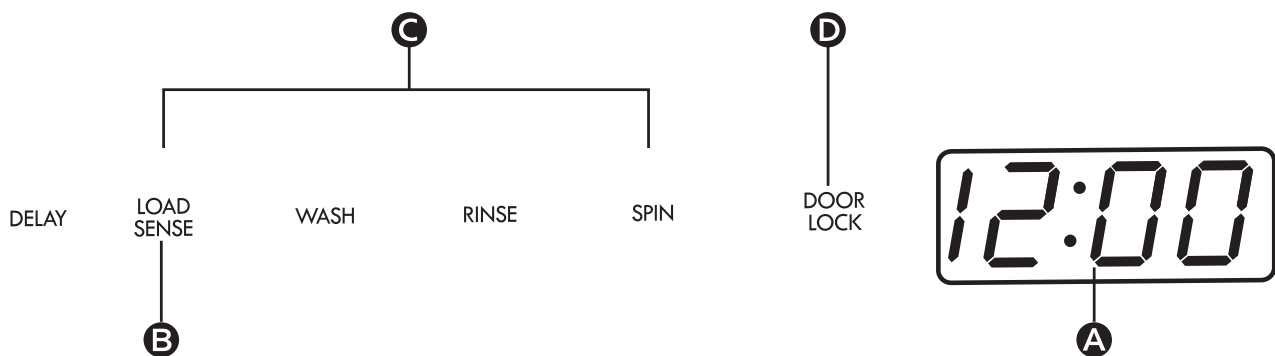 C D
DELAY
LOAD
SENSE
WASH
RINSE
SPIN
DOOR
LOCK
12:00
B A